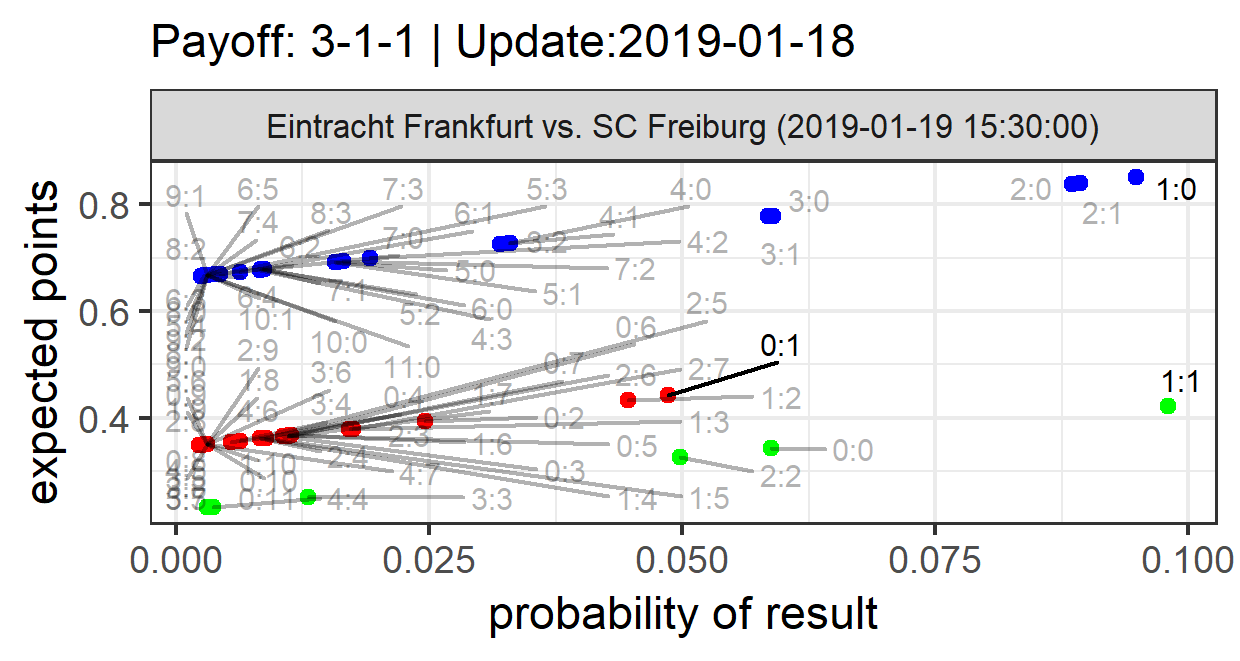 Payoff: 3-1-1 | Update:2019-01-18
Eintracht Frankfurt vs. SC Freiburg (2019-01-19 15:30:00)
expected points
0.8
0.6
0.4
9:1 6:5 7:3 5:3 4:0 3:0 2:0 1:0
7:4 8:3 6:1 4:1 2:1
8:2 7:0 3:2 4:2 3:1
5:0 7:2
6:4 7:1 5:1
10:1 5:2 6:0 2:5
10:0 4:3 0:6 0:1
2:9 11:0 0:7 2:7 1:1
1:8 3:6 0:4 1:7 2:6 1:2
4:6 3:4 0:2 1:3
2:3 1:6 0:5 0:0
1:10 2:4 0:3 2:2
0:10 4:7
0:11 4:4 3:3 1:4 1:5
0.000 0.025 0.050 0.075 0.100
probability of result